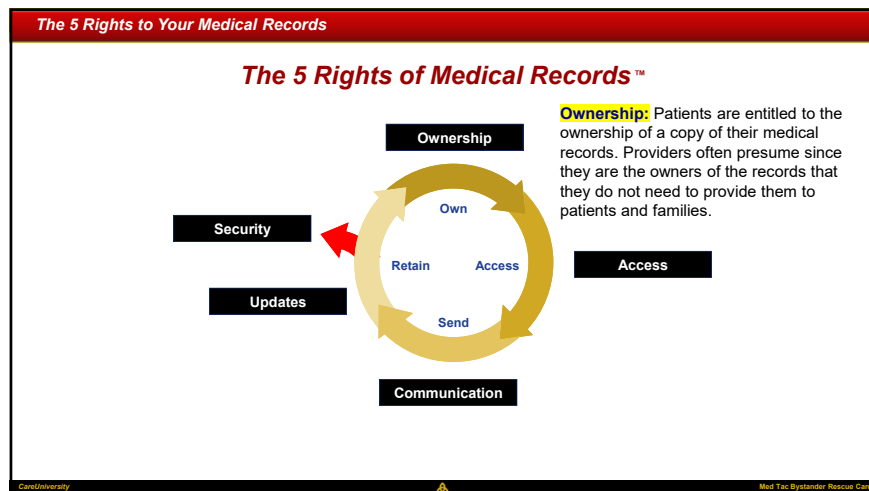 The 5 Rights to Your Medical Records
The 5 Rights of Medical Records™
Ownership: Patients are entitled to the
ownership of a copy of their medical
records. Providers often presume since
they are the owners of the records that
they do not need to provide them to
patients and families.
Ownership
Own
Security
Retain
Access
Access
Updates
Send
Communication
CareUniversity
Med Tac Bystander Rescue Care